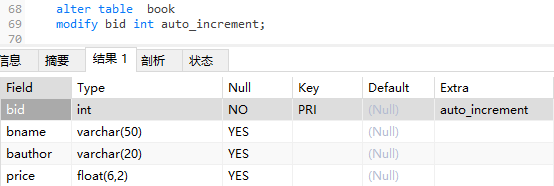 68 alter table book
69 modify bid int auto_increment;
70
信息 摘要 结果 1 剖析 状态
Field Type Null Key Default Extra
bid int NO PRI (Null) auto_increment
bname varchar(50) YES (Null)
bauthor varchar(20) YES (Null)
price float(6,2) YES (Null)